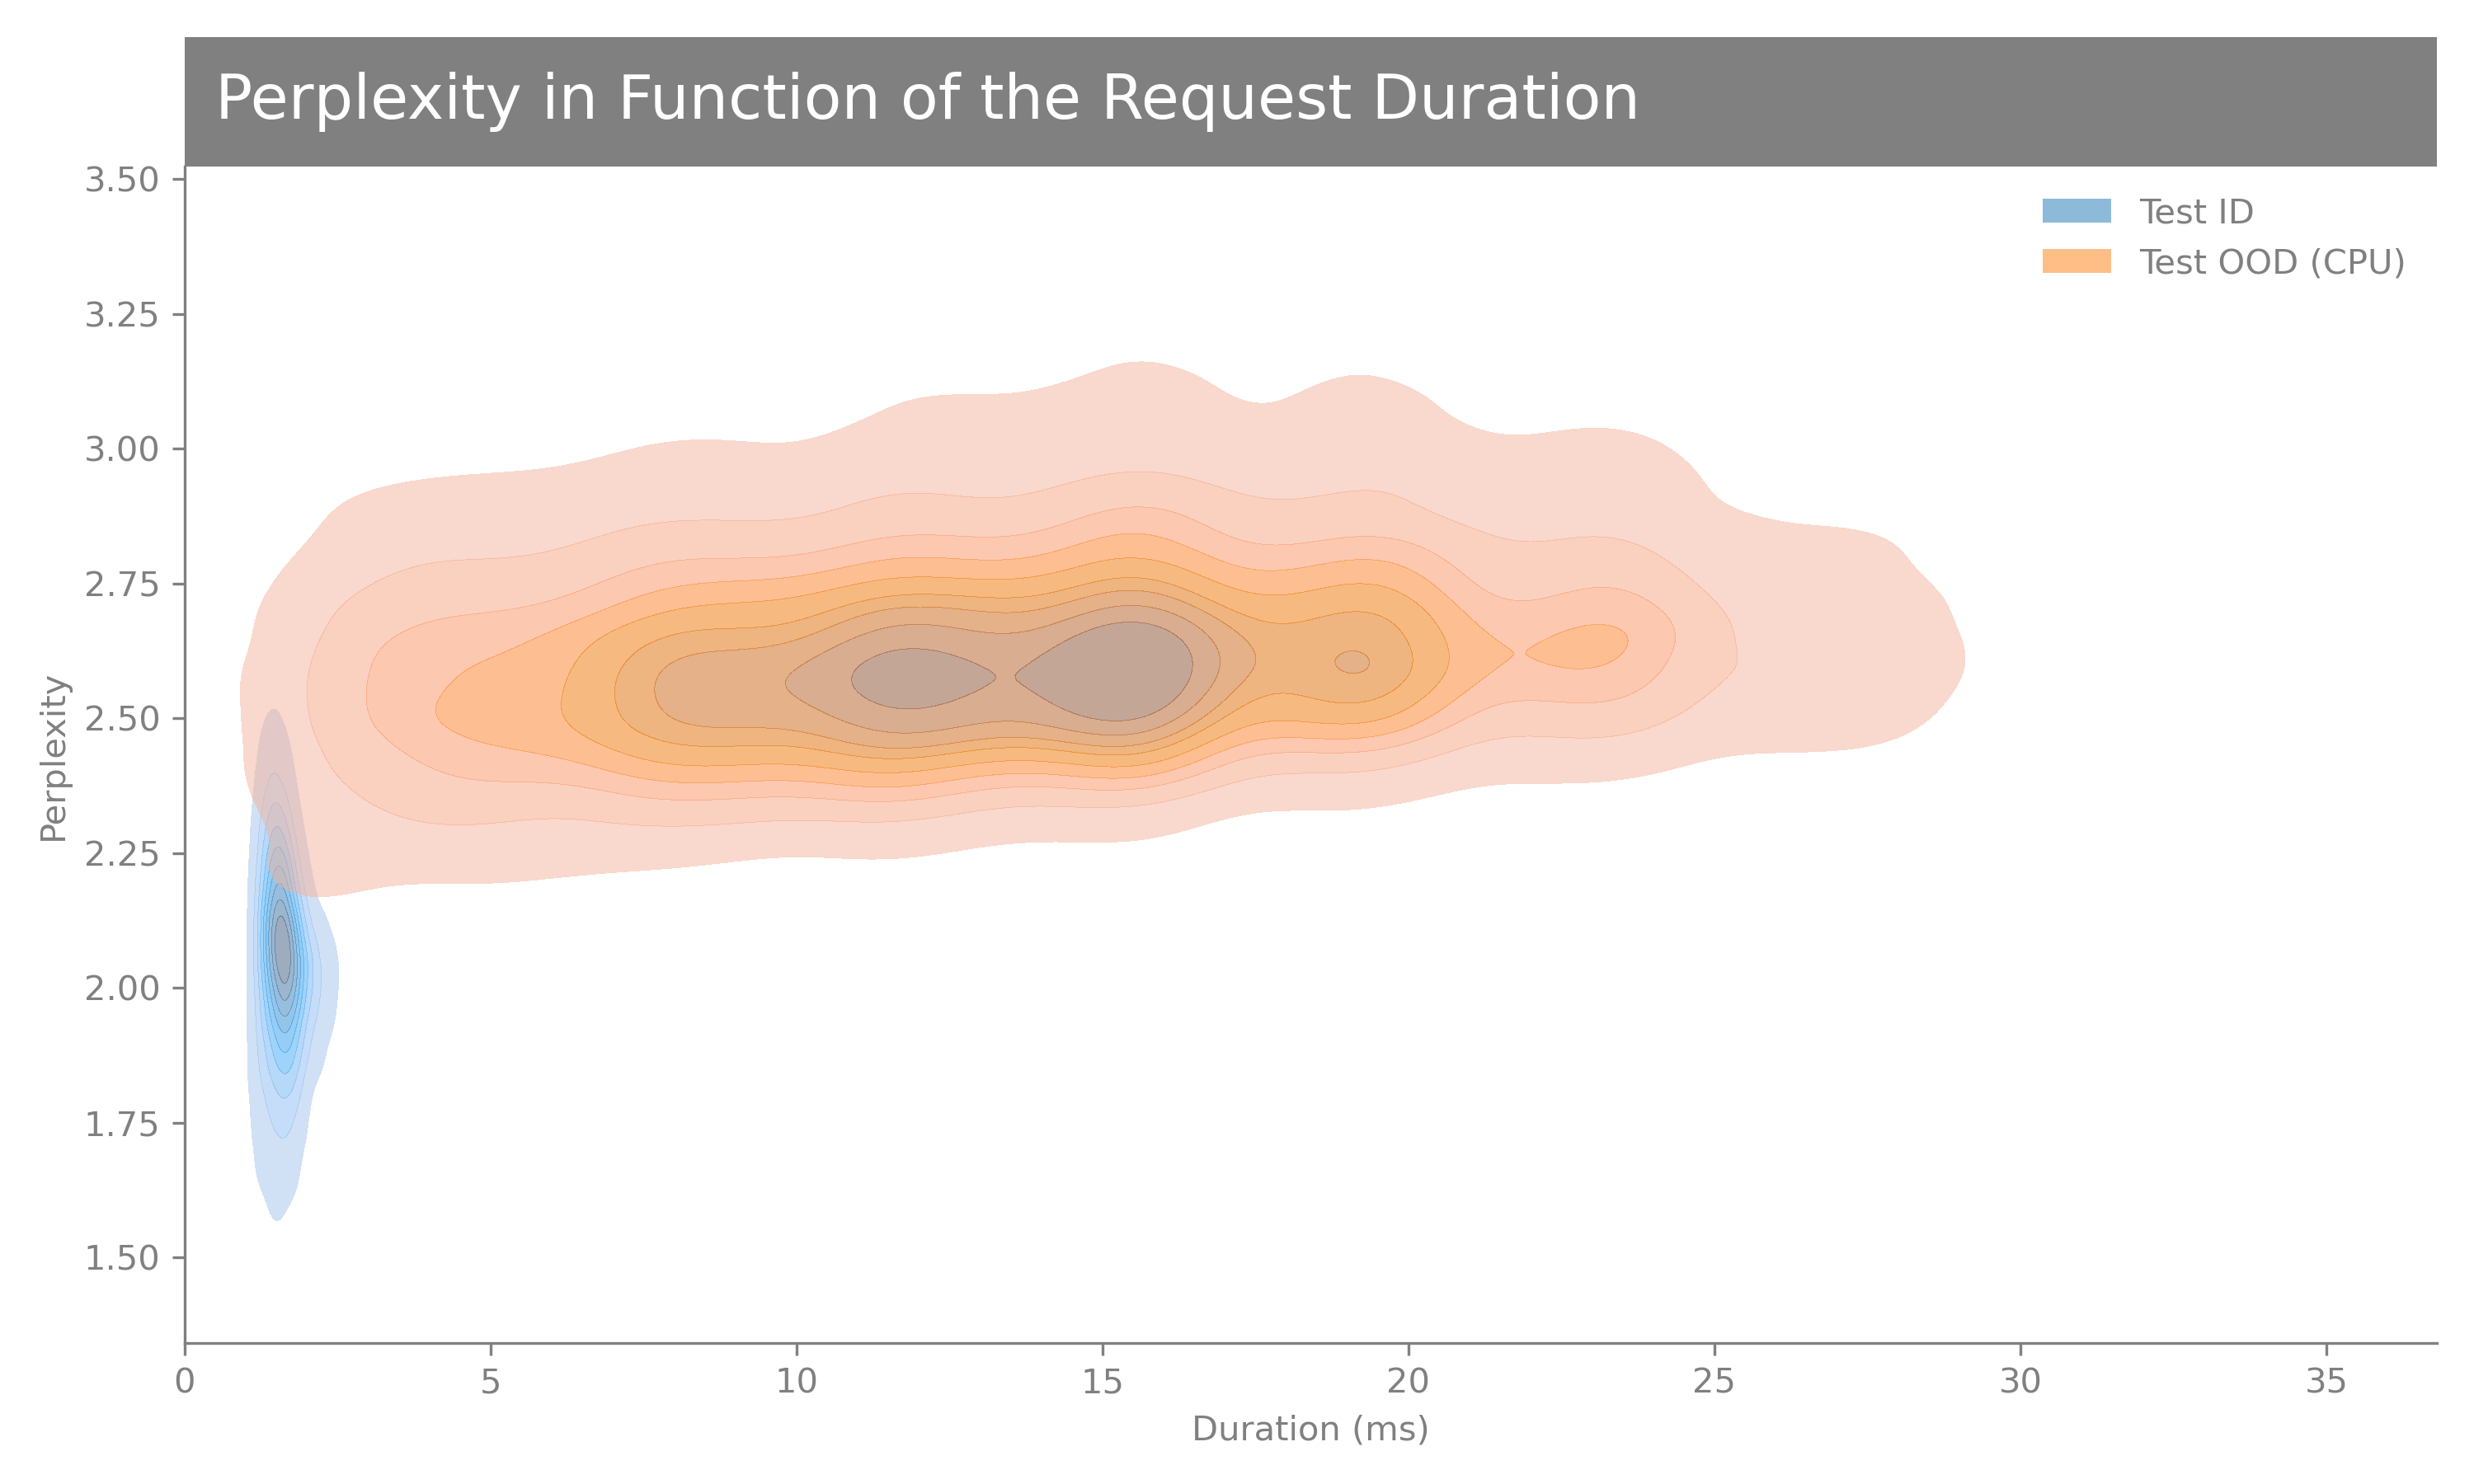 Perplexity in Function of the Request Duration
Test ID
Test OOD (CPU)
3.50
3.25
3.00
2.75
2.50
2.25
2.00
1.75
1.50
Perplexity
0 5 10 15 20 25 30 35
Duration (ms)